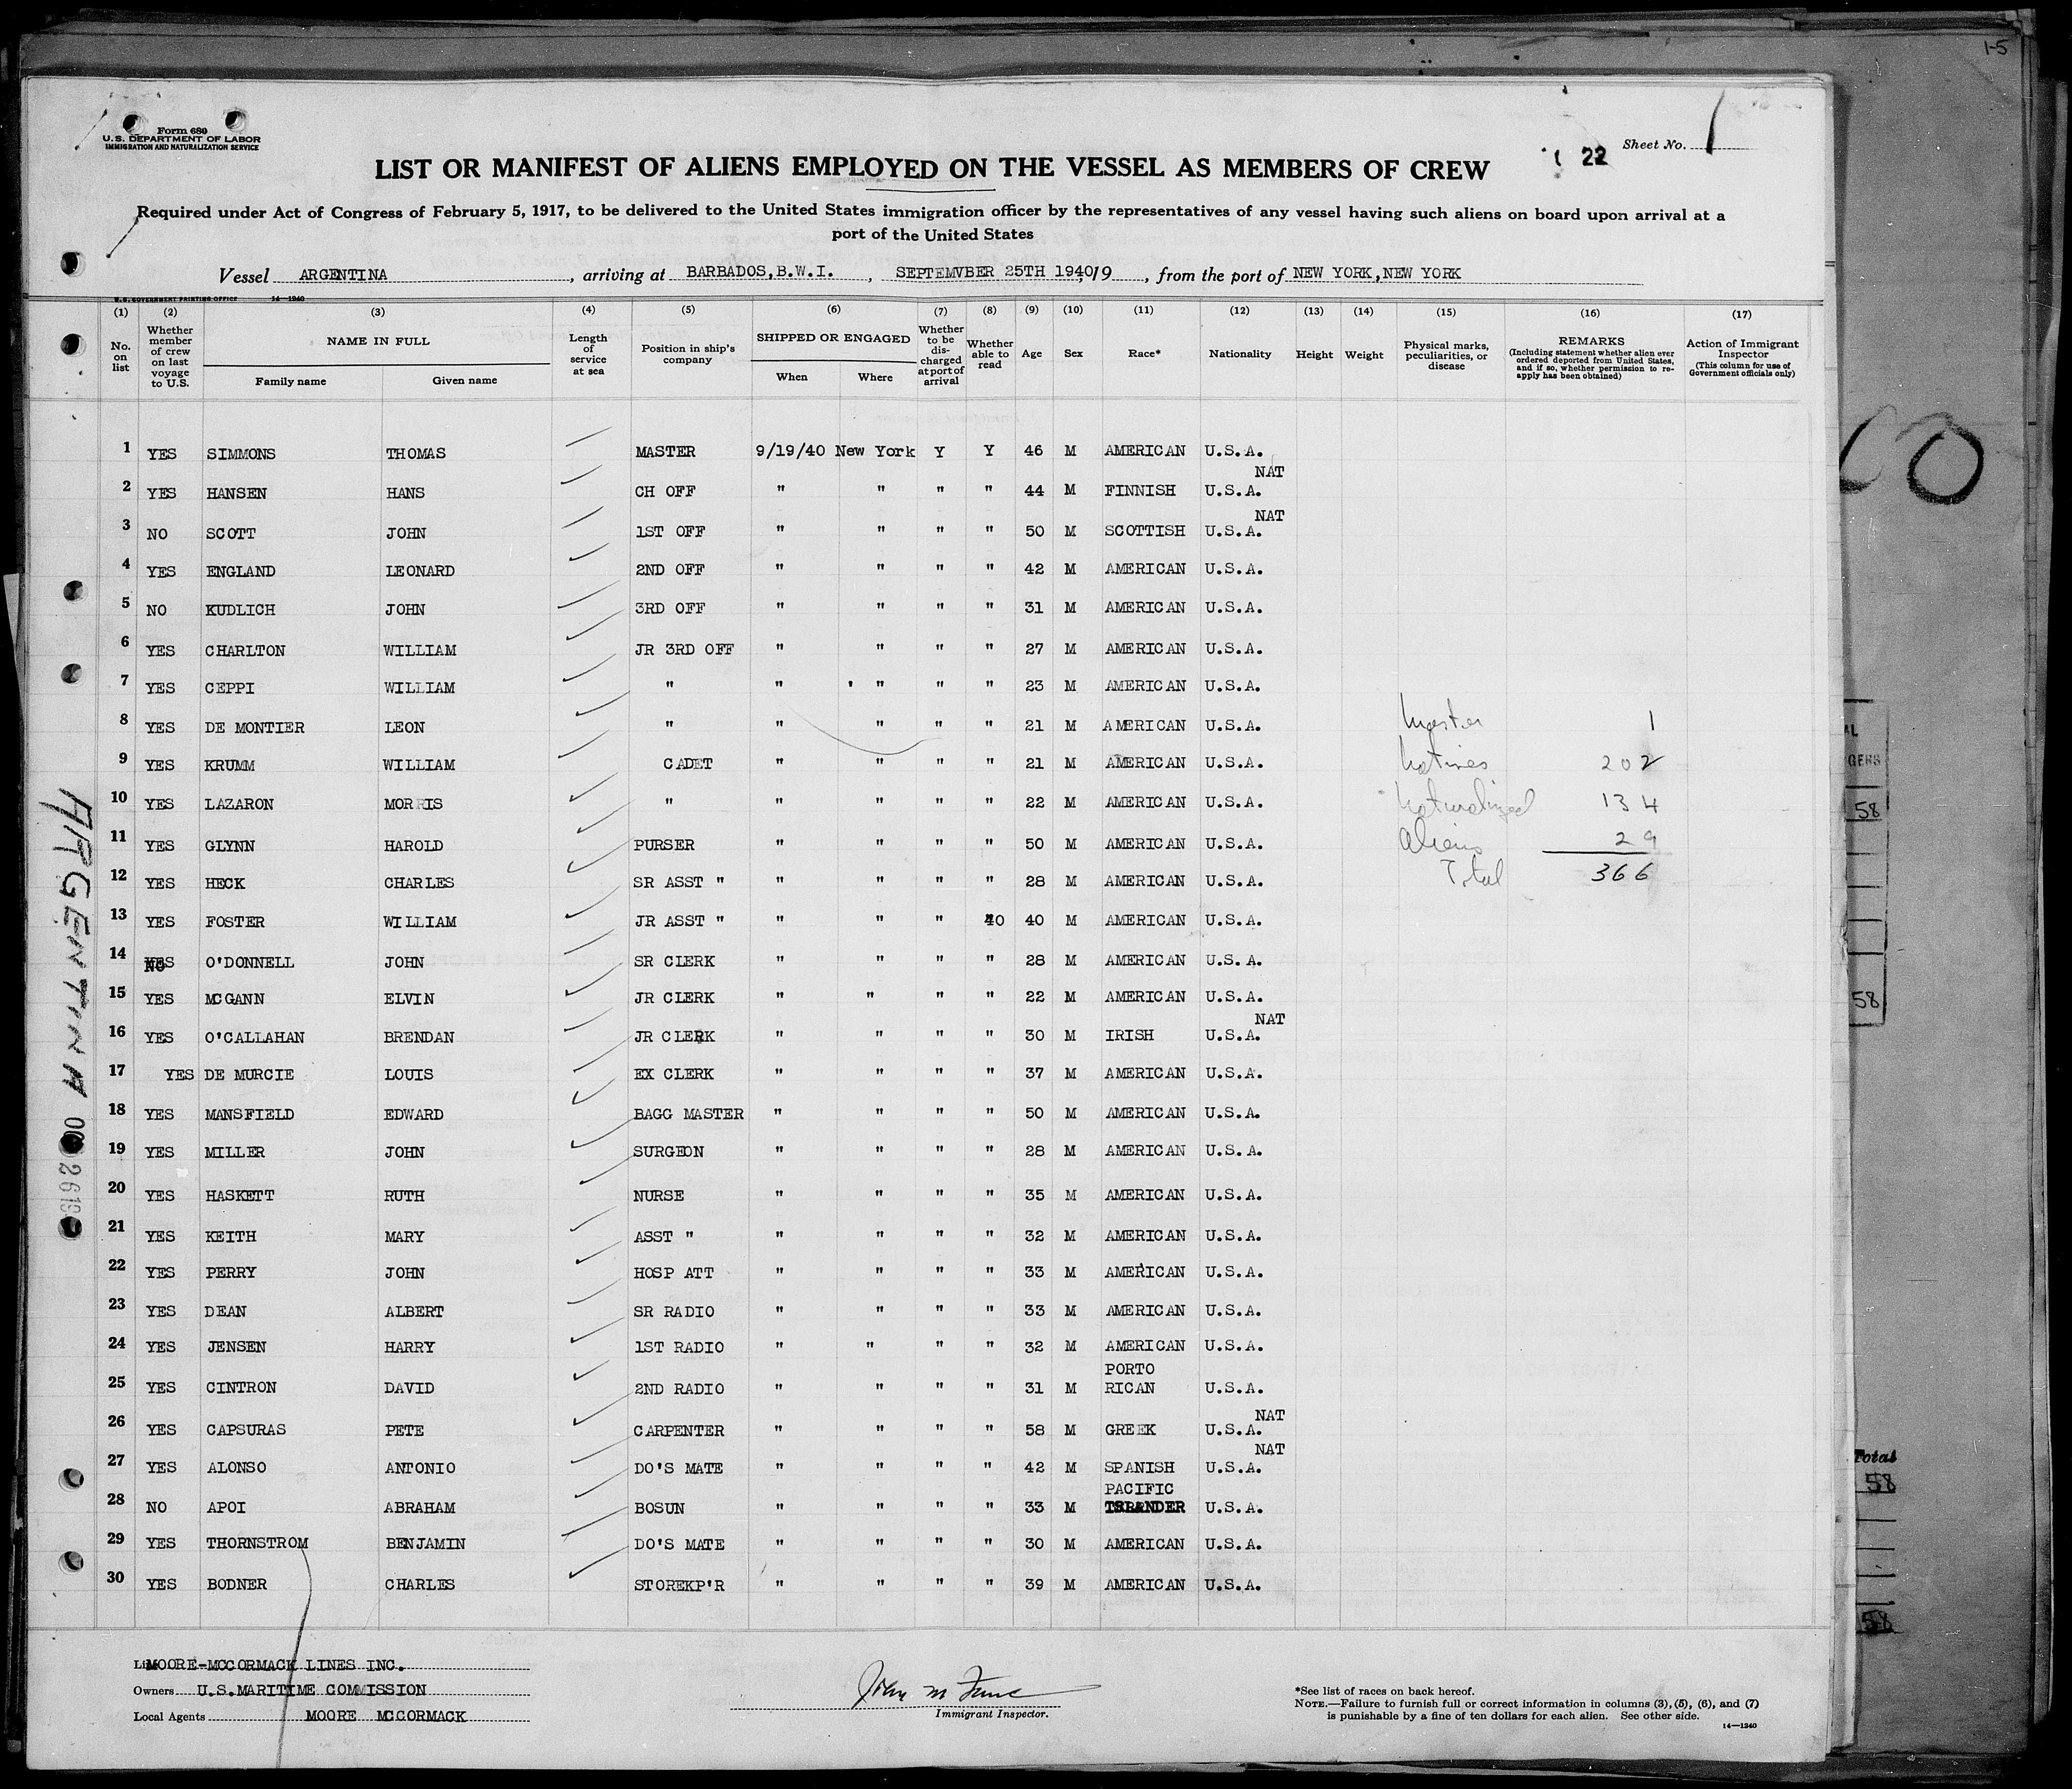 1-5
Form 680
U.S. DEPARTMENT OF LABOR
IMMIGRATION AND NATURALIZATION SERVICE
Sheet No. 1
22
LIST OR MANIFEST OF ALIENS EMPLOYED ON THE VESSEL AS MEMBERS OF CREW
Required under Act of Congress of February 5, 1917, to be delivered to the United States immigration officer by the representatives of any vessel having such aliens on board upon arrival at a
port of the United States
Vessel ARGENTINA, arriving at BARBADOS, B.W.I., SEPTEMVBER 25TH 1940, 19, from the port of NEW YORK, NEW YORK
U.S. GOVERNMENT PRINTING OFFICE 14-1240
(1) (2) (3) (4) (5) (6) (7) (8) (9) (10) (11) (12) (13) (14) (15) (16) (17)
No. on list
Whether member of crew on last voyage to U.S.
NAME IN FULL
Family name Given name
Length of service at sea
Position in ship's company
SHIPPED OR ENGAGED
When Where
Whether to be discharged at port of arrival
Whether able to read
Age
Sex
Race*
Nationality
Height
Weight
Physical marks, peculiarities, or disease
REMARKS
(Including statement whether alien ever ordered deported from United States, and if so, whether permission to reapply has been obtained)
Action of Immigrant Inspector
(This column for use of Government officials only)
1 YES SIMMONS THOMAS MASTER 9/19/40 New York Y Y 46 M AMERICAN U.S.A.
2 YES HANSEN HANS CH OFF " " " " 44 M FINNISH U.S.A. NAT
3 NO SCOTT JOHN 1ST OFF " " " " 50 M SCOTTISH U.S.A. NAT
4 YES ENGLAND LEONARD 2ND OFF " " " " 42 M AMERICAN U.S.A.
5 NO KUDLICH JOHN 3RD OFF " " " " 31 M AMERICAN U.S.A.
6 YES CHARLTON WILLIAM JR 3RD OFF " " " " 27 M AMERICAN U.S.A.
7 YES CEPPI WILLIAM " " " " " 23 M AMERICAN U.S.A.
8 YES DE MONTIER LEON " " " " " 21 M AMERICAN U.S.A. Master 1
9 YES KRUMM WILLIAM CADET " " " " 21 M AMERICAN U.S.A. Natives 202
10 YES LAZARON MORRIS " " " " " 22 M AMERICAN U.S.A. Naturalized 134
11 YES GLYNN HAROLD PURSER " " " " 50 M AMERICAN U.S.A. Aliens 29
12 YES HECK CHARLES SR ASST " " " " " 28 M AMERICAN U.S.A. Total 366
13 YES FOSTER WILLIAM JR ASST " " " " 40 40 M AMERICAN U.S.A.
14 NO O'DONNELL JOHN SR CLERK " " " " 28 M AMERICAN U.S.A.
15 YES MCGANN ELVIN JR CLERK " " " " 22 M AMERICAN U.S.A.
16 YES O'CALLAHAN BRENDAN JR CLERK " " " " 30 M IRISH U.S.A. NAT
17 YES DE MURCIE LOUIS EX CLERK " " " " 37 M AMERICAN U.S.A.
18 YES MANSFIELD EDWARD BAGG MASTER " " " " 50 M AMERICAN U.S.A.
19 YES MILLER JOHN SURGEON " " " " 28 M AMERICAN U.S.A.
20 YES HASKETT RUTH NURSE " " " " 35 M AMERICAN U.S.A.
21 YES KEITH MARY ASST " " " " " 32 M AMERICAN U.S.A.
22 YES PERRY JOHN HOSP ATT " " " " 33 M AMERICAN U.S.A.
23 YES DEAN ALBERT SR RADIO " " " " 33 M AMERICAN U.S.A.
24 YES JENSEN HARRY 1ST RADIO " " " " 32 M AMERICAN U.S.A.
25 YES CINTRON DAVID 2ND RADIO " " " " 31 M PORTO RICAN U.S.A.
26 YES CAPSURAS PETE CARPENTER " " " " 58 M GREEK U.S.A. NAT
27 YES ALONSO ANTONIO DO'S MATE " " " " 42 M SPANISH U.S.A. NAT
28 NO APOI ABRAHAM BOSUN " " " " 33 M PACIFIC ISLANDER U.S.A.
29 YES THORNSTROM BENJAMIN DO'S MATE " " " " 30 M AMERICAN U.S.A.
30 YES BODNER CHARLES STOREKP'R " " " " 39 M AMERICAN U.S.A.
ARGENTINA
MOORE-MCCORMACK LINES INC.
Owners U.S. MARITIME COMMISSION
Local Agents MOORE MCCORMACK
Immigrant Inspector.
*See list of races on back hereof.
NOTE.—Failure to furnish full or correct information in columns (3), (5), (6), and (7)
is punishable by a fine of ten dollars for each alien. See other side.
14-1240
58
58
Total
58
58